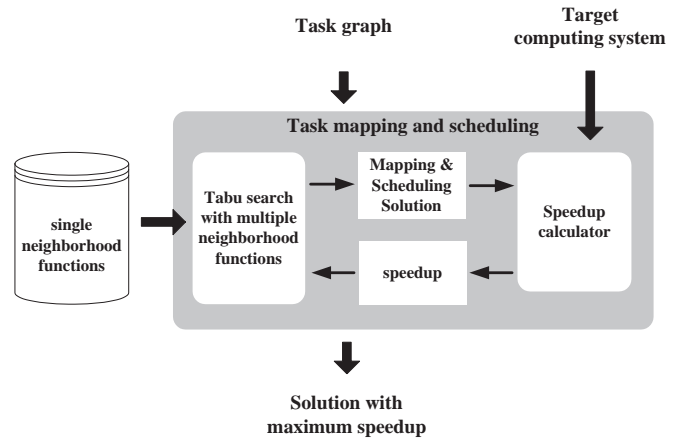 Task graph
Target
computing system
Task mapping and scheduling
single
neighborhood
functions
Tabu search
with multiple
neighborhood
functions
Mapping &
Scheduling
Solution
Speedup
calculator
speedup
Solution with
maximum speedup